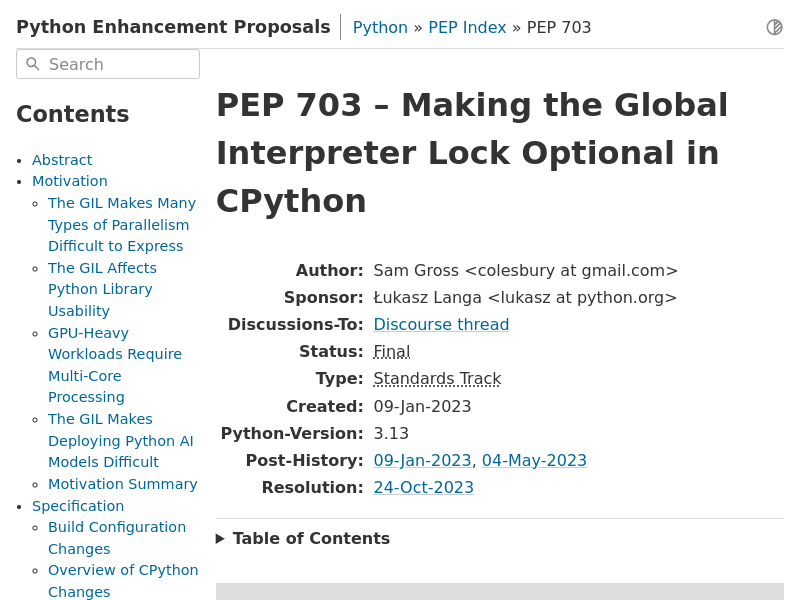 Python Enhancement Proposals
Python » PEP Index » PEP 703
Search
Contents
Abstract
Motivation
The GIL Makes Many
Types of Parallelism
Difficult to Express
The GIL Affects
Python Library
Usability
GPU-Heavy
Workloads Require
Multi-Core
Processing
The GIL Makes
Deploying Python AI
Models Difficult
Motivation Summary
Specification
Build Configuration
Changes
Overview of CPython
Changes
PEP 703 – Making the Global
Interpreter Lock Optional in
CPython
Author: Sam Gross <colesbury at gmail.com>
Sponsor: Łukasz Langa <lukasz at python.org>
Discussions-To: Discourse thread
Status: Final
Type: Standards Track
Created: 09-Jan-2023
Python-Version: 3.13
Post-History: 09-Jan-2023, 04-May-2023
Resolution: 24-Oct-2023
Table of Contents